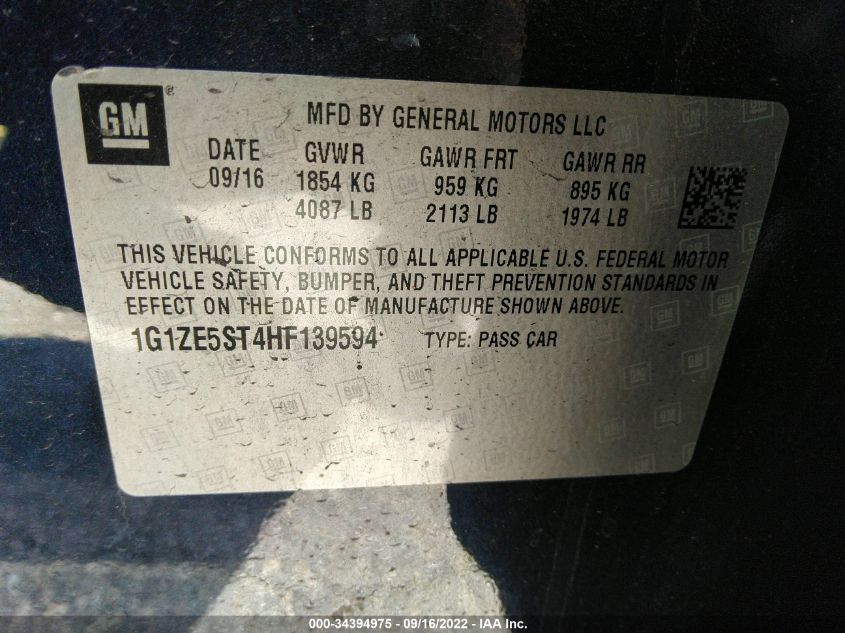 GM ® MFD BY GENERAL MOTORS LLC
DATE GVWR GAWR FRT GAWR RR
09/16 1854 KG 959 KG 895 KG
4087 LB 2113 LB 1974 LB
THIS VEHICLE CONFORMS TO ALL APPLICABLE U.S. FEDERAL MOTOR
VEHICLE SAFETY, BUMPER, AND THEFT PREVENTION STANDARDS IN
EFFECT ON THE DATE OF MANUFACTURE SHOWN ABOVE.
1G1ZE5ST4HF139594 TYPE: PASS CAR
000-34394975 - 09/16/2022 - IAA Inc.